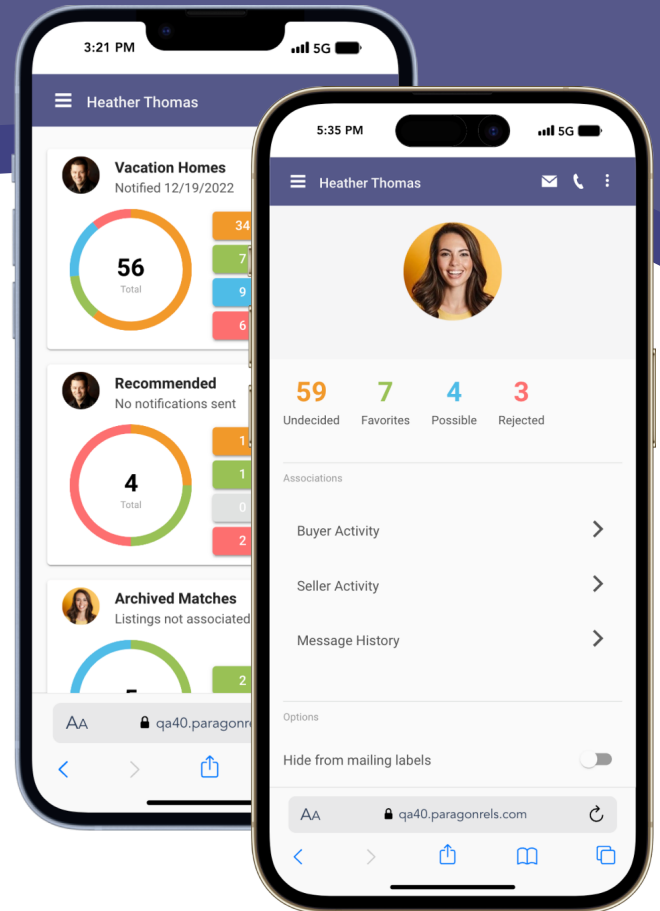 3:21 PM
5G
Heather Thomas
Vacation Homes
Notified 12/19/2022
56
Total
34
7
9
6
Recommended
No notifications sent
4
Total
1
1
0
2
Archived Matches
Listings not associated
2
AA
qa40.paragonre
5:35 PM
5G
Heather Thomas
59
7
4
3
Undecided
Favorites
Possible
Rejected
Associations
Buyer Activity
Seller Activity
Message History
Options
Hide from mailing labels
AA
qa40.paragonrels.com